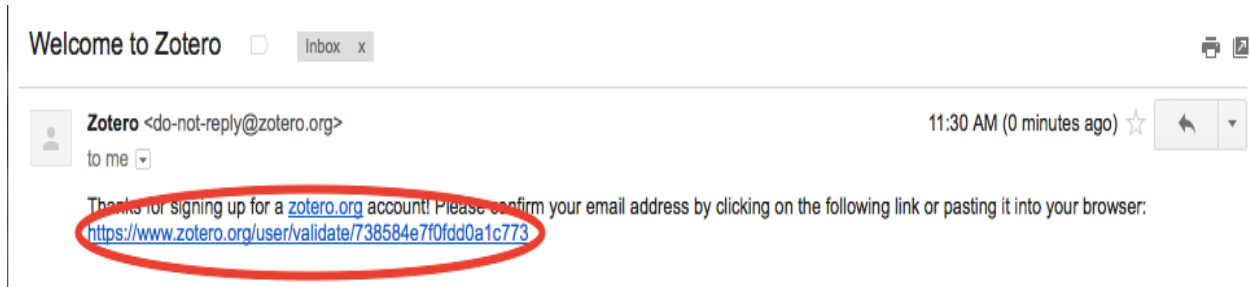 Welcome to Zotero Inbox x
Zotero <do-not-reply@zotero.org> 11:30 AM (0 minutes ago)
to me
Thanks for signing up for a zotero.org account! Please confirm your email address by clicking on the following link or pasting it into your browser:
https://www.zotero.org/user/validate/738584e7f0fdd0a1c773